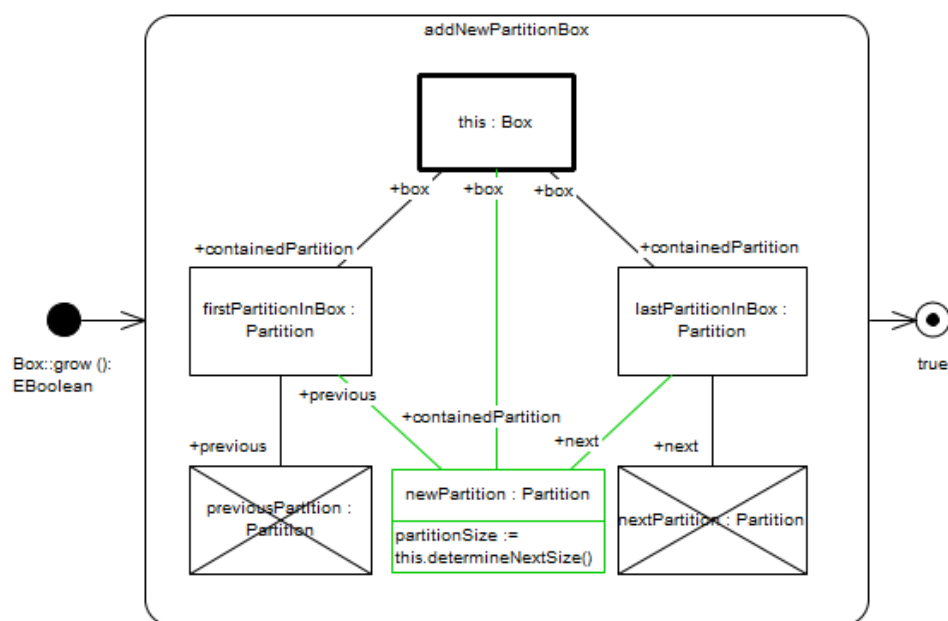 addNewPartitionBox
this : Box
+box
+box
+box
+containedPartition
+containedPartition
firstPartitionInBox :
Partition
lastPartitionInBox :
Partition
Box::grow ():
EBoolean
true
+previous
+containedPartition
+previous
+next
+next
previousPartition :
Partition
newPartition : Partition
partitionSize :=
this.determineNextSize()
nextPartition : Partition